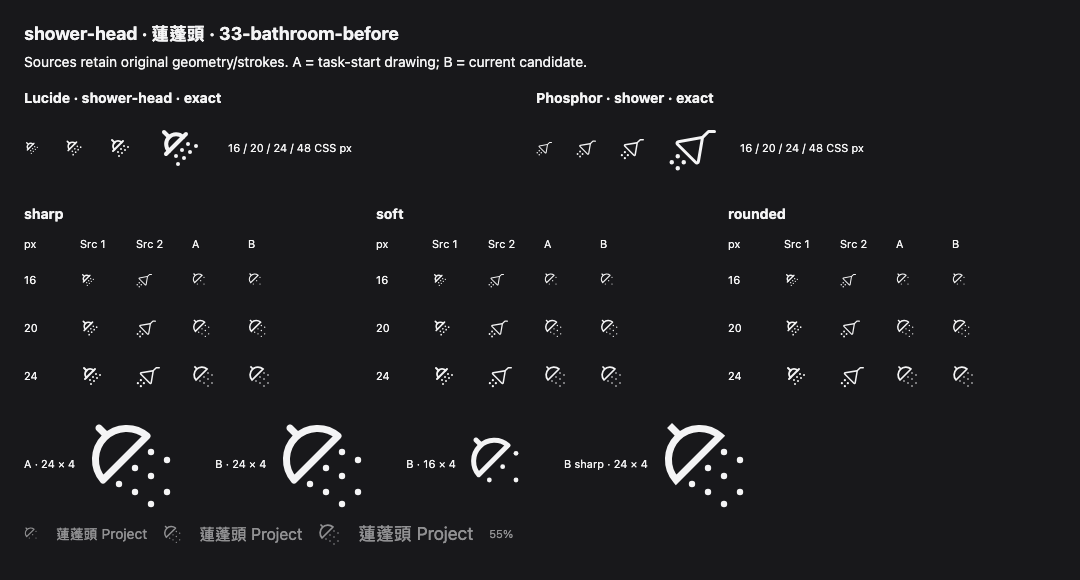 shower-head · 蓮蓬頭 · 33-bathroom-before
Sources retain original geometry/strokes. A = task-start drawing; B = current candidate.
Lucide · shower-head · exact
16 / 20 / 24 / 48 CSS px
Phosphor · shower · exact
16 / 20 / 24 / 48 CSS px
sharp
px Src 1 Src 2 A B
16
20
24
soft
px Src 1 Src 2 A B
16
20
24
rounded
px Src 1 Src 2 A B
16
20
24
A · 24 × 4
B · 24 × 4
B · 16 × 4
B sharp · 24 × 4
蓮蓬頭 Project 蓮蓬頭 Project 蓮蓬頭 Project 55%